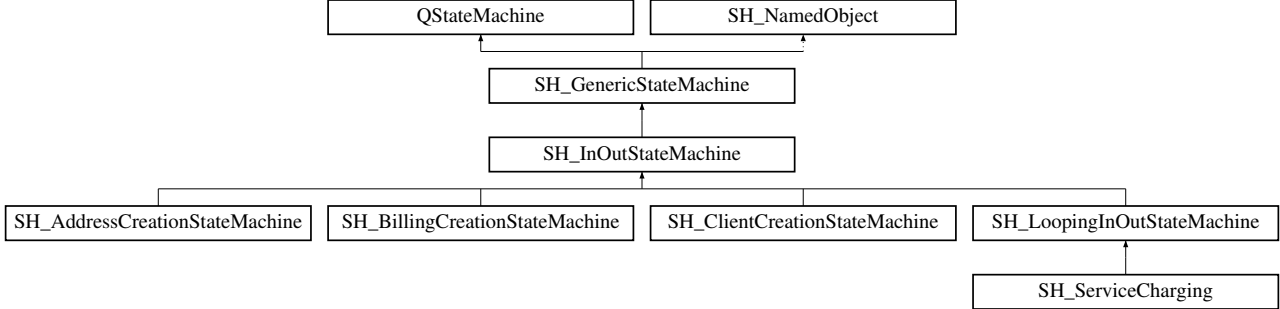 QStateMachine
SH_NamedObject
SH_GenericStateMachine
SH_InOutStateMachine
SH_AddressCreationStateMachine
SH_BillingCreationStateMachine
SH_ClientCreationStateMachine
SH_LoopingInOutStateMachine
SH_ServiceCharging